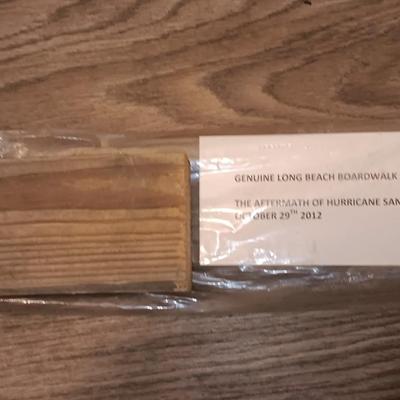 GENUINE LONG BEACH BOARDWALK
THE AFTERMATH OF HURRICANE SAN
OCTOBER 29TH 2012